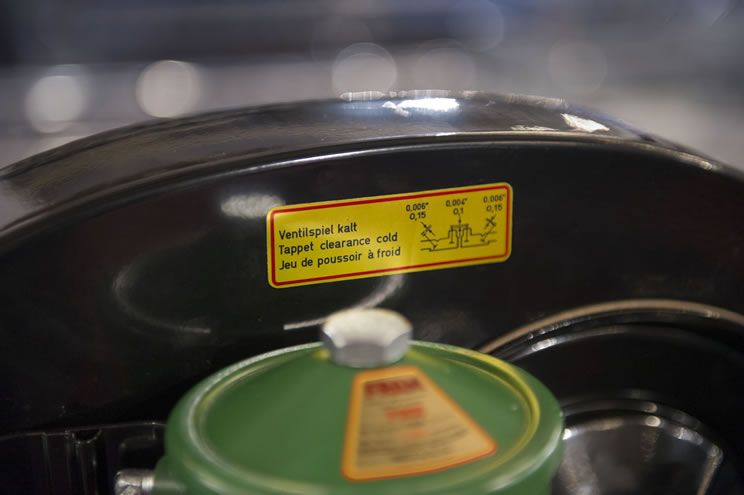 0,006" 0,004" 0,006"
0,15 0,1 0,15
Ventilspiel kalt
Tappet clearance cold
Jeu de poussoir à froid
FRAM